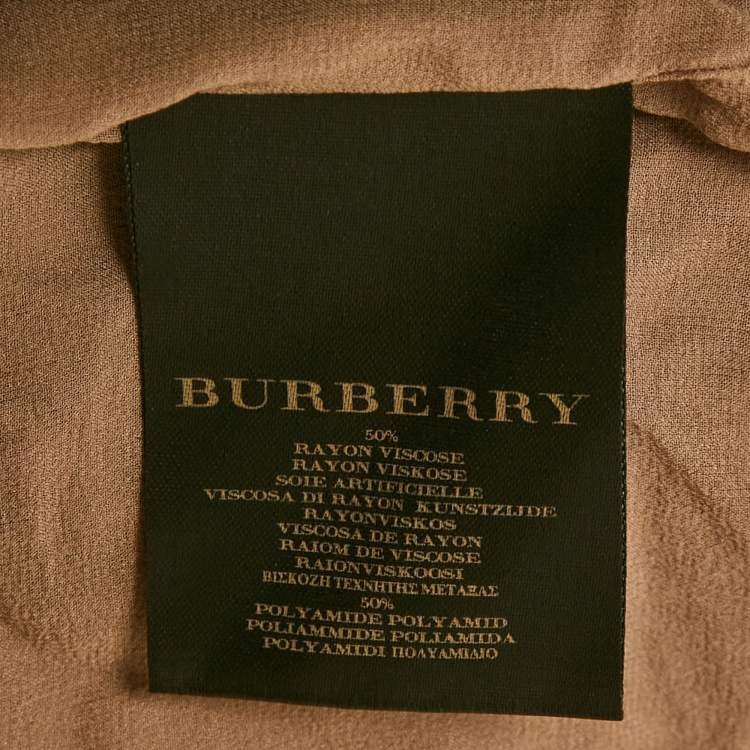 BURBERRY
50%
RAYON VISCOSE
RAYON VISKOSE
SOIE ARTIFICIELLE
VISCOSA DI RAYON KUNSTZIJDE
RAYONVISKOS
VISCOSA DE RAYON
RAIOM DE VISCOSE
RAIONVISKOOSI
ΒΙΣΚΟΖΗ ΤΕΧΝΗΤΗΣ ΜΕΤΑΞΑΣ
50%
POLYAMIDE POLYAMID
POLIAMMIDE POLIAMIDA
POLYAMIDI ΠΟΛΥΑΜΙΔΙΟ